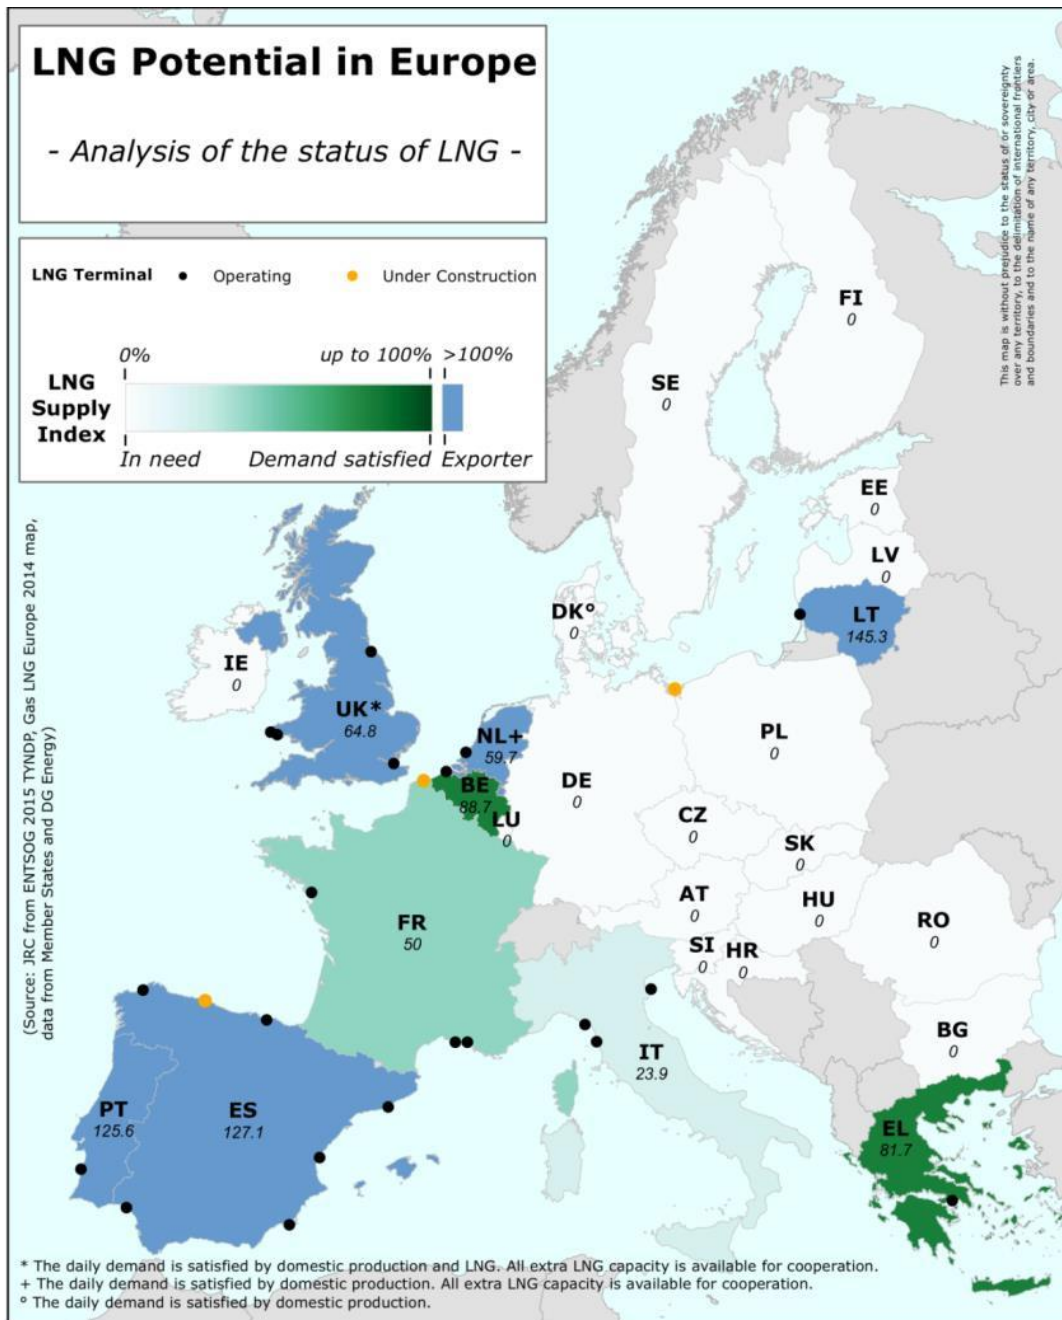 LNG Potential in Europe
- Analysis of the status of LNG -
LNG Terminal
Operating
Under Construction
0%
up to 100%
>100%
LNG
Supply
Index
In need
Demand satisfied
Exporter
This map is without prejudice to the status of or sovereignty
over any territory, to the delimitation of international frontiers
and boundaries and to the name of any territory, city or area.
(Source: JRC from ENTSOG 2015 TYNDP, Gas LNG Europe 2014 map,
data from Member States and DG Energy)
FI
0
SE
0
EE
0
LV
0
LT
145.3
DK°
0
IE
0
UK*
64.8
NL+
59.7
PL
0
DE
0
BE
88.7
LU
0
CZ
0
SK
0
AT
0
HU
0
RO
0
FR
50
SI
0
HR
0
BG
0
IT
23.9
PT
125.6
ES
127.1
EL
81.7
* The daily demand is satisfied by domestic production and LNG. All extra LNG capacity is available for cooperation.
+ The daily demand is satisfied by domestic production. All extra LNG capacity is available for cooperation.
° The daily demand is satisfied by domestic production.